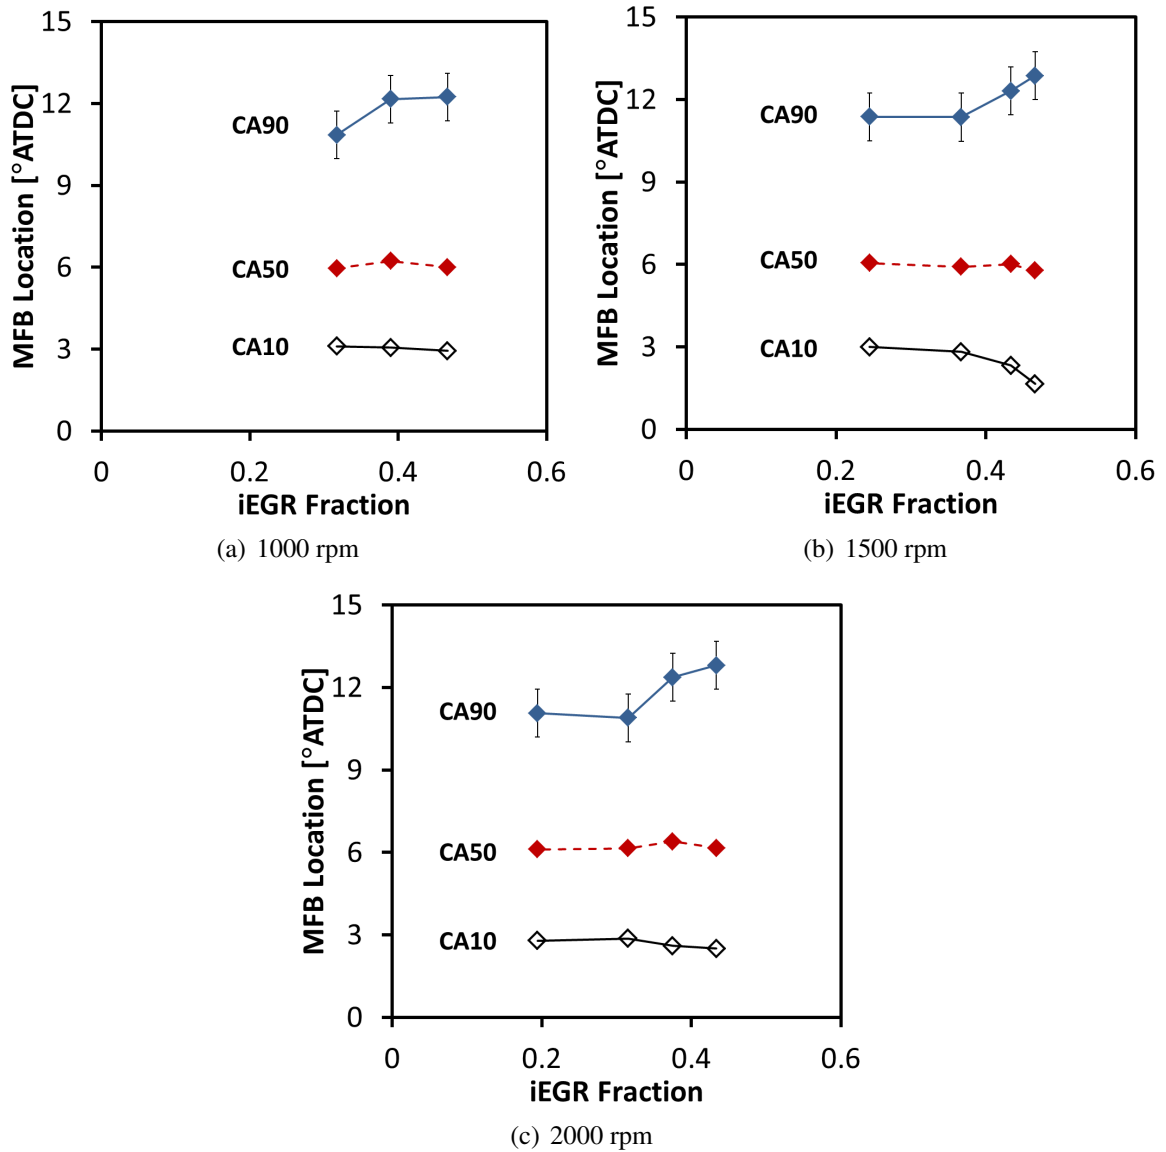 15
12
9
6
3
0
MFB Location [°ATDC]
CA90
CA50
CA10
0 0.2 0.4 0.6
iEGR Fraction
(a) 1000 rpm
15
12
9
6
3
0
MFB Location [°ATDC]
CA90
CA50
CA10
0 0.2 0.4 0.6
iEGR Fraction
(b) 1500 rpm
15
12
9
6
3
0
MFB Location [°ATDC]
CA90
CA50
CA10
0 0.2 0.4 0.6
iEGR Fraction
(c) 2000 rpm